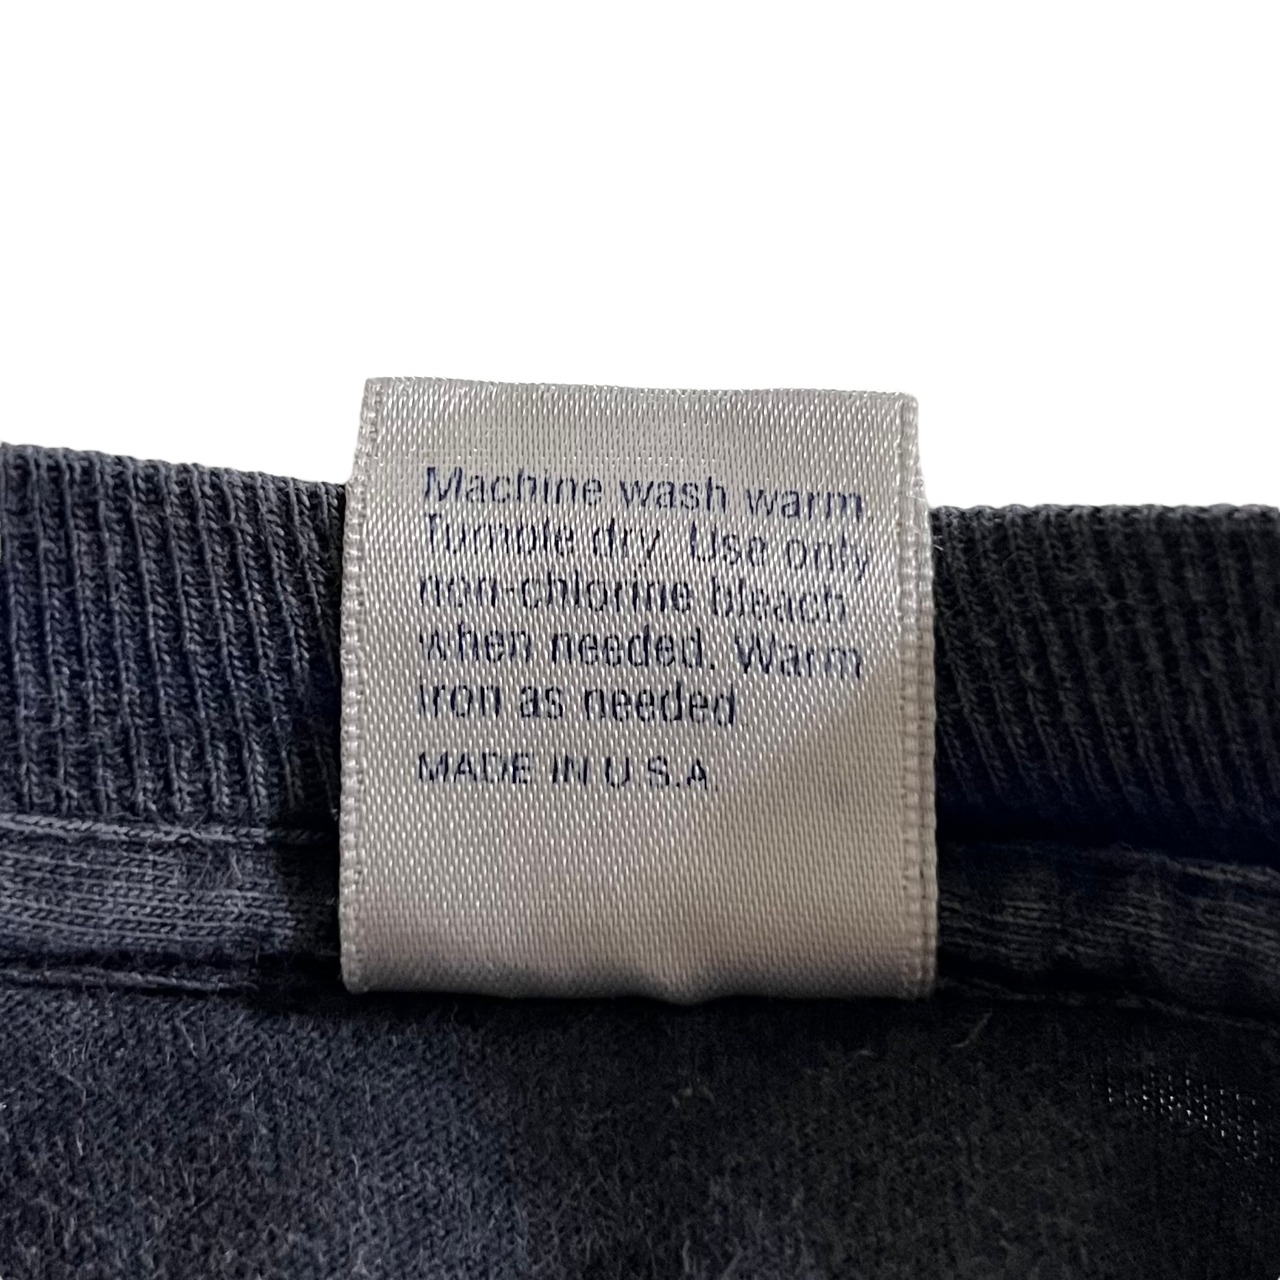 Machine wash warm.
Tumble dry. Use only
non-chlorine bleach
when needed. Warm
iron as needed
MADE IN U.S.A.